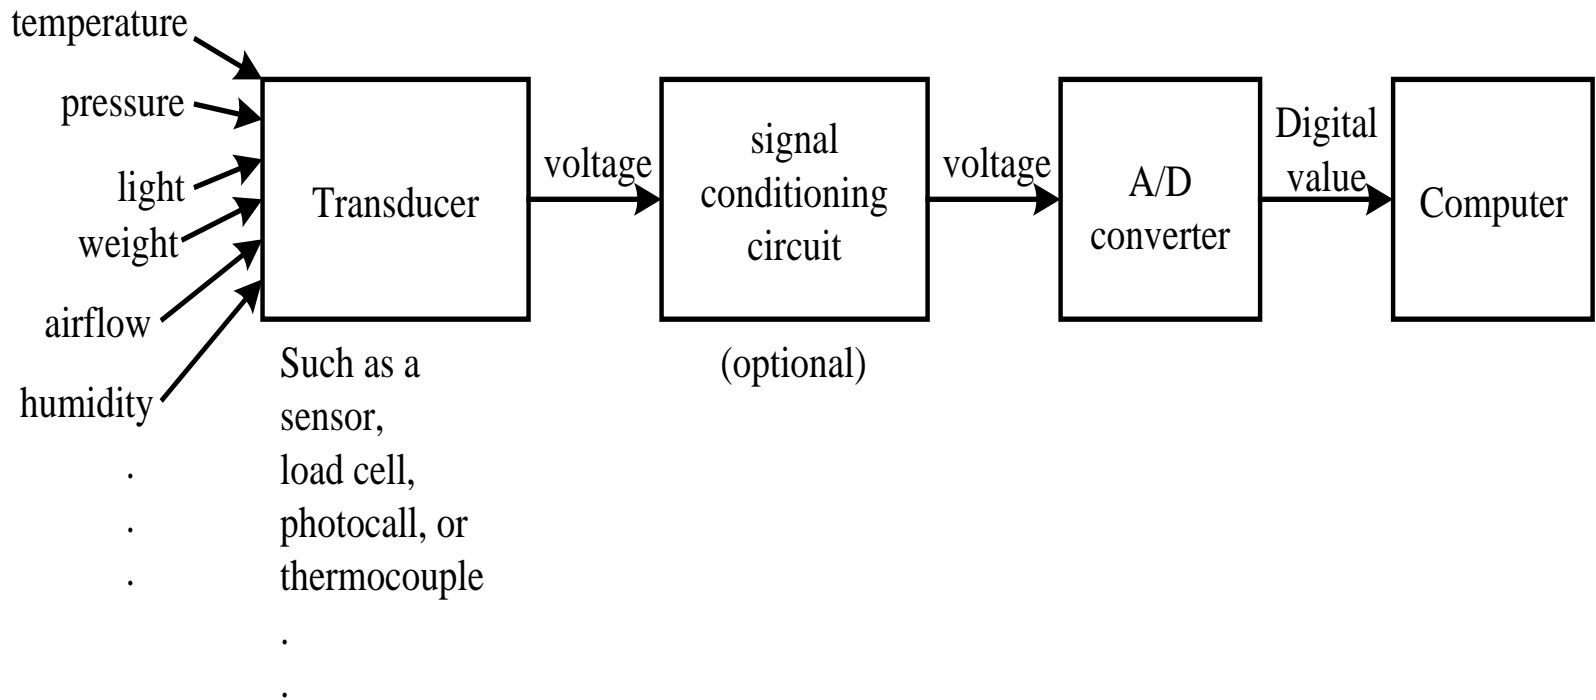 temperature
pressure
light
weight
airflow
humidity
.
.
.
Transducer
Such as a
sensor,
load cell,
photocall, or
thermocouple
.
.
voltage
signal
conditioning
circuit
(optional)
voltage
A/D
converter
Digital
value
Computer